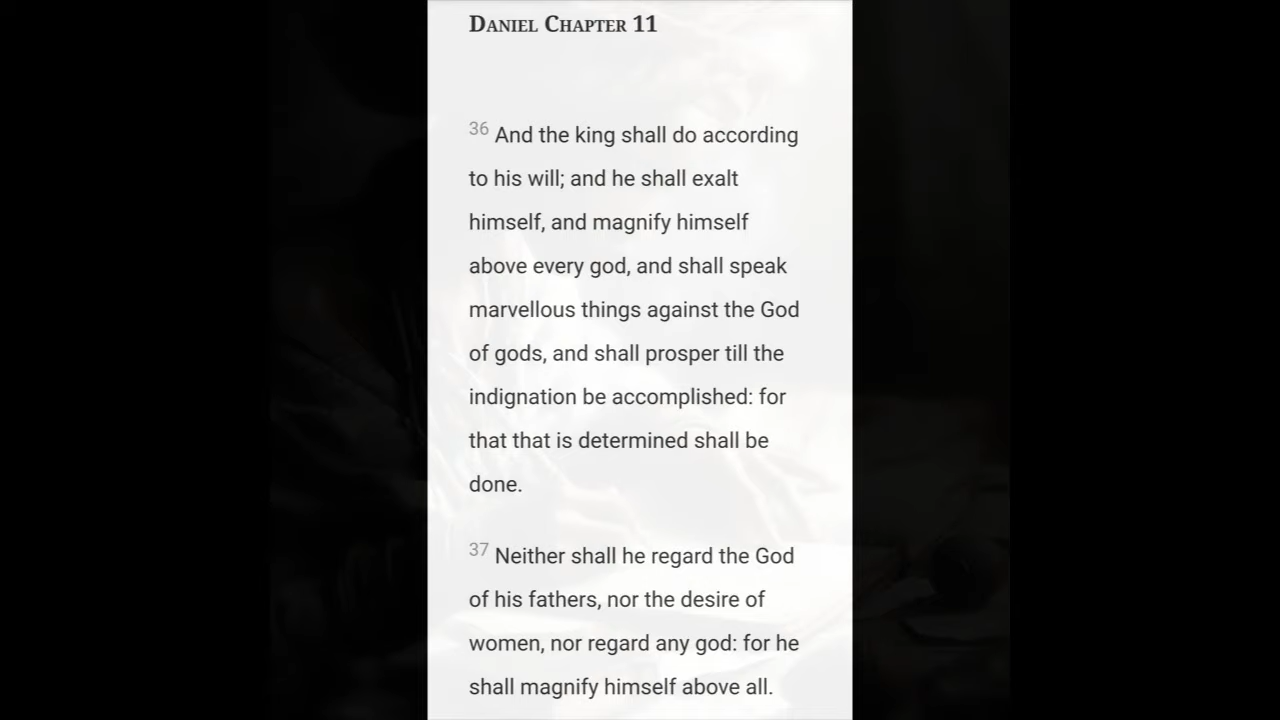 DANIEL CHAPTER 11
36 And the king shall do according
to his will; and he shall exalt
himself, and magnify himself
above every god, and shall speak
marvellous things against the God
of gods, and shall prosper till the
indignation be accomplished: for
that that is determined shall be
done.
37 Neither shall he regard the God
of his fathers, nor the desire of
women, nor regard any god: for he
shall magnify himself above all.